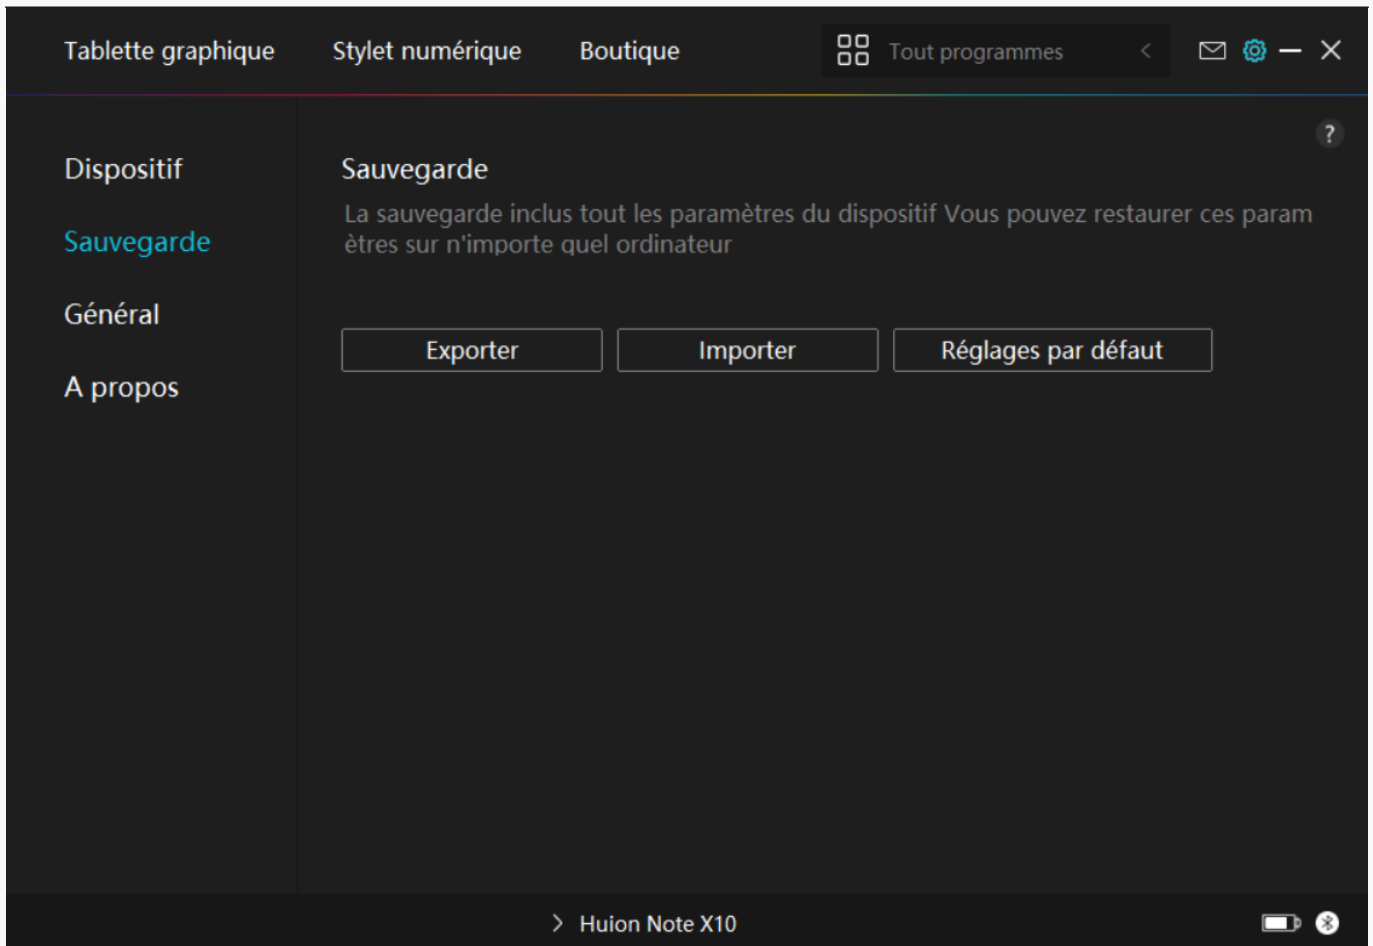 Tablette graphique Stylet numérique Boutique Tout programmes
?
Dispositif
Sauvegarde
Général
A propos
Sauvegarde
La sauvegarde inclus tout les paramètres du dispositif Vous pouvez restaurer ces param
ètres sur n'importe quel ordinateur
Exporter Importer Réglages par défaut
Huion Note X10